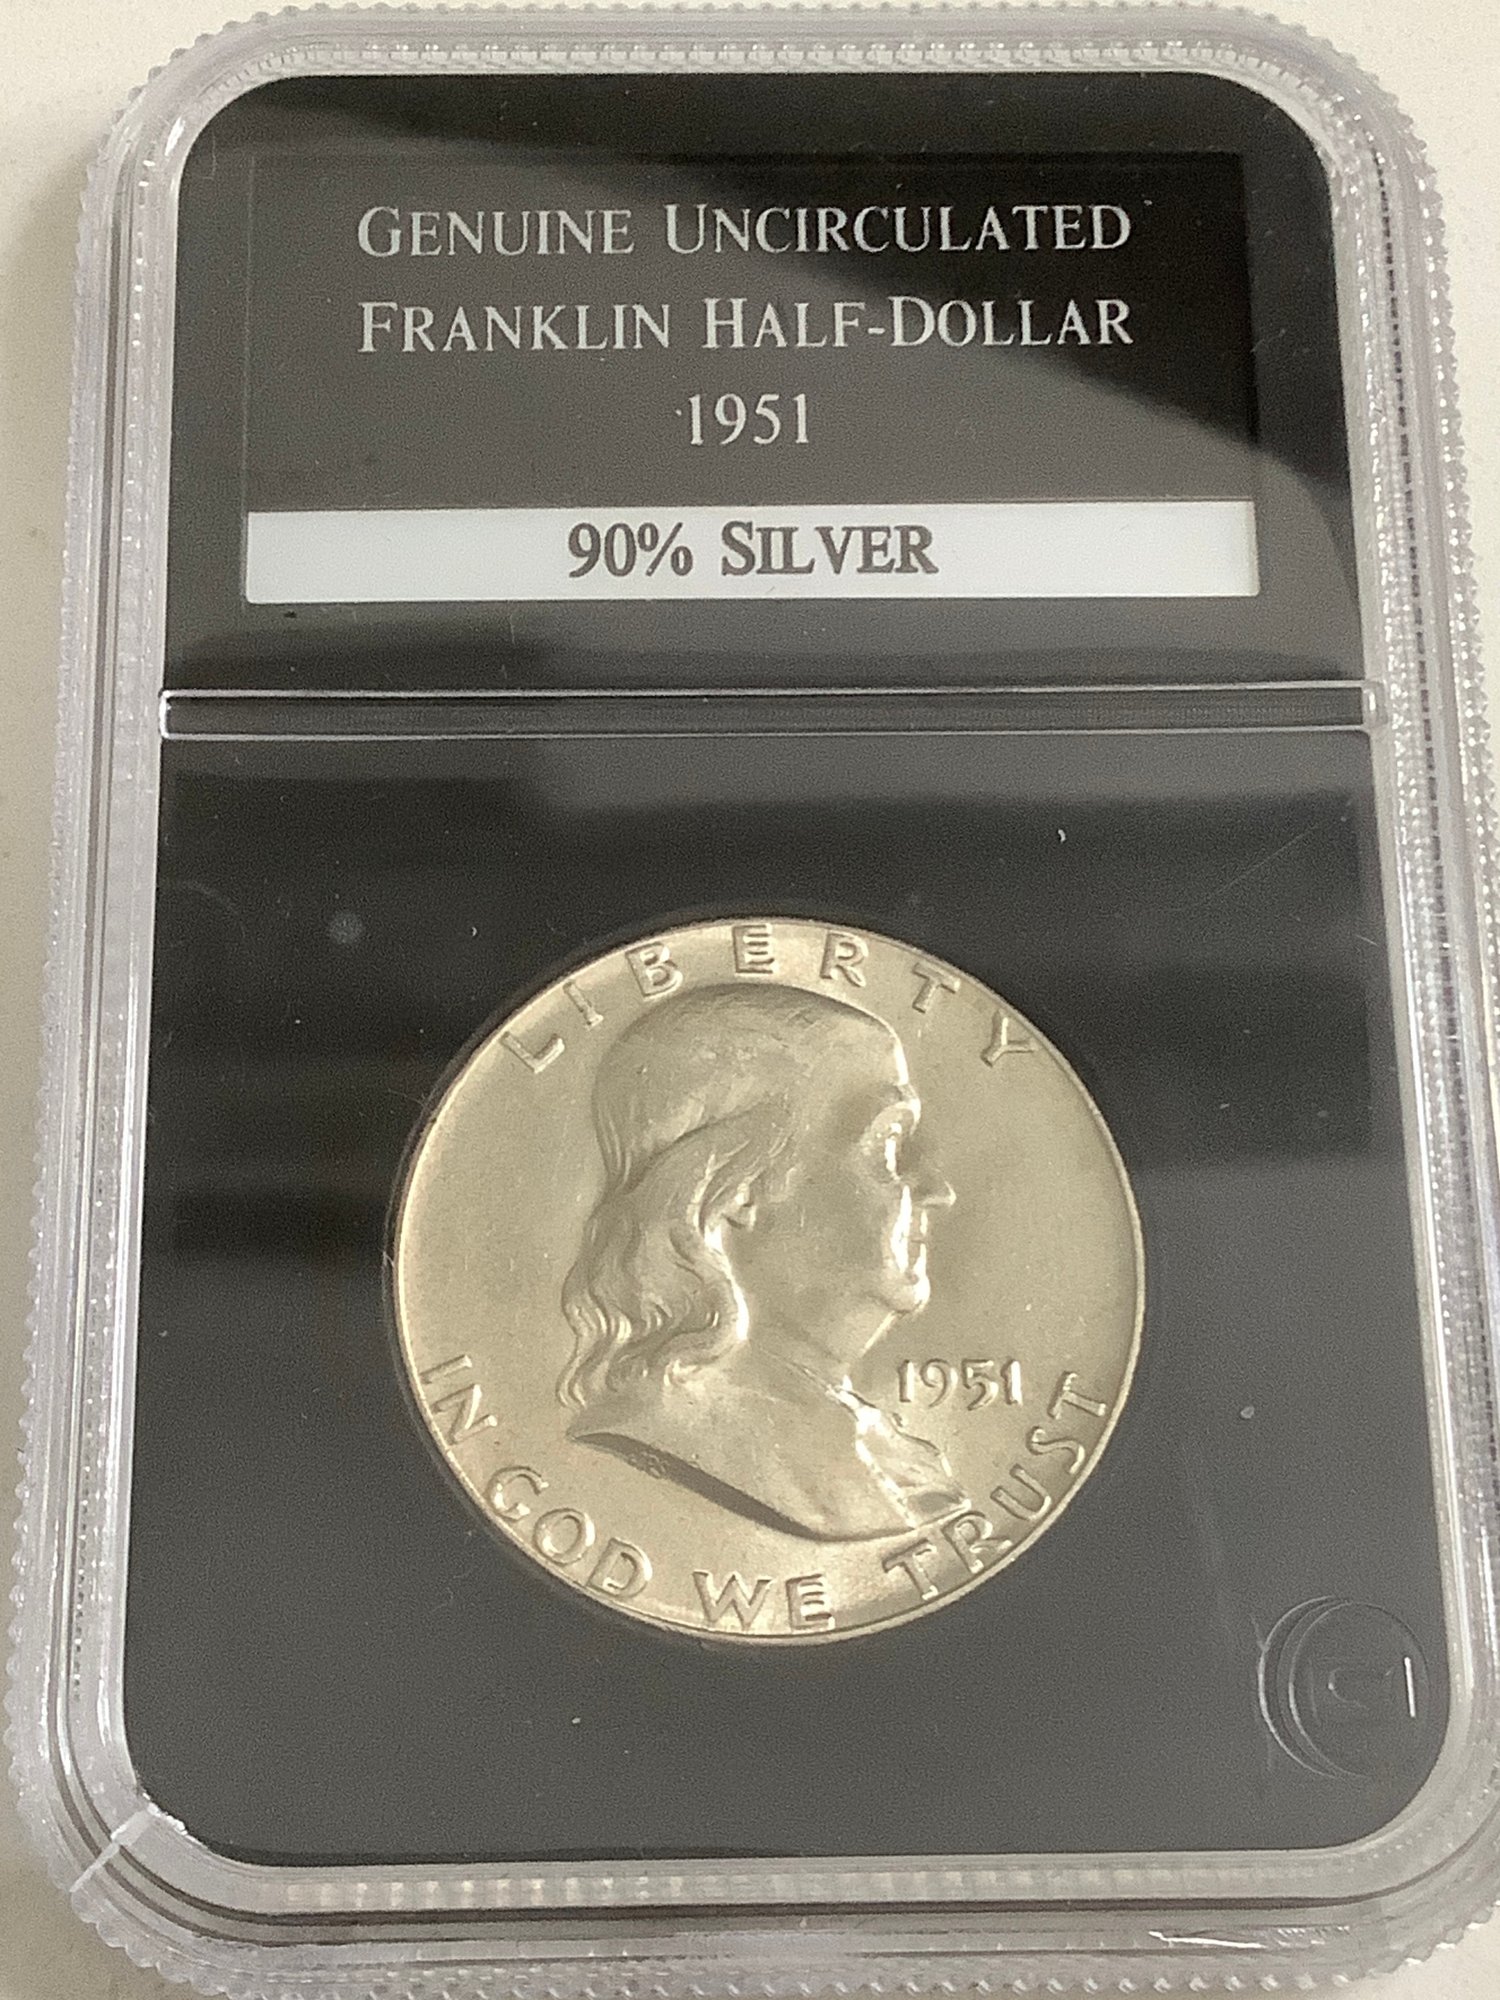 GENUINE UNCIRCULATED
FRANKLIN HALF-DOLLAR
1951
90% SILVER
LIBERTY
1951
IN GOD WE TRUST